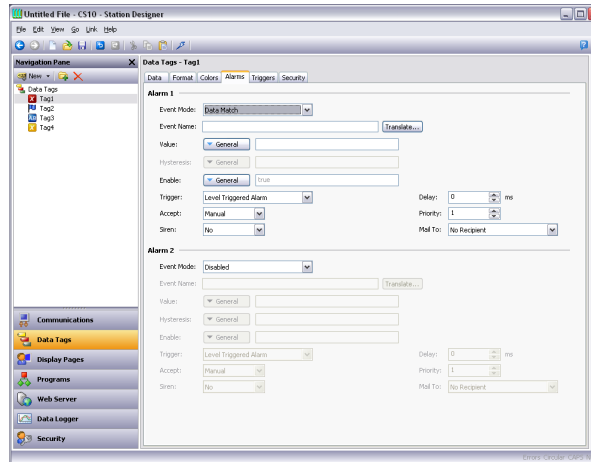 Untitled File - CS10 - Station Designer
File Edit View Go Link Help
Navigation Pane
New
Data Tags
Tag1
Tag2
Tag3
Tag4
Communications
Data Tags
Display Pages
Programs
Web Server
Data Logger
Security
Data Tags - Tag1
Data Format Colors Alarms Triggers Security
Alarm 1
Event Mode: Data Match
Event Name: Translate...
Value: General
Hysteresis: General
Enable: General true
Trigger: Level Triggered Alarm Delay: 0 ms
Accept: Manual Priority: 1
Siren: No Mail To: No Recipient
Alarm 2
Event Mode: Disabled
Event Name: Translate...
Value: General
Hysteresis: General
Enable: General
Trigger: Level Triggered Alarm Delay: 0 ms
Accept: Manual Priority: 1
Siren: No Mail To: No Recipient
Errors Circular CAPS